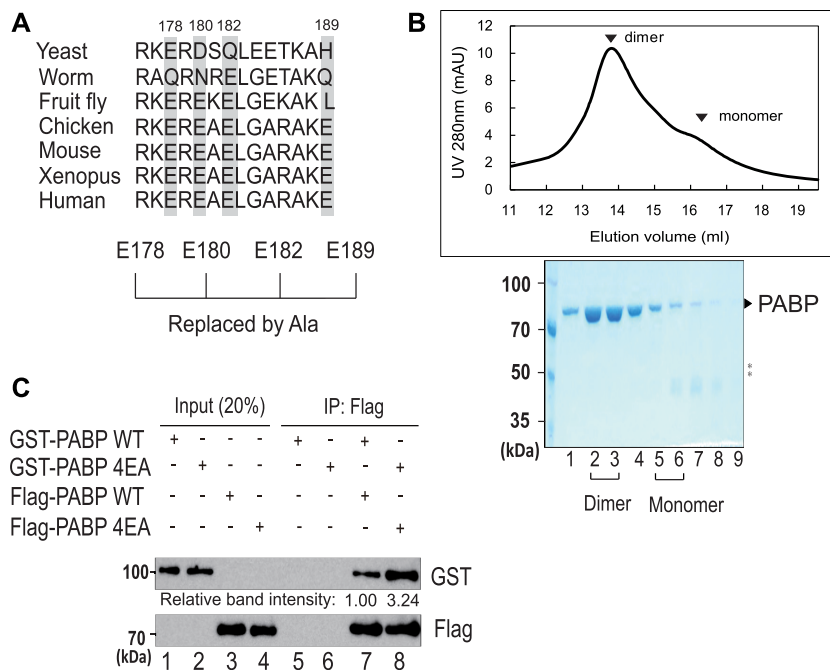 A
178 180 182 189
Yeast RKERDSQLEETKAH
Worm RAQRNRELGETAKQ
Fruit fly RKEREKELGEKAKL
Chicken RKEREAELGARAKE
Mouse RKEREAELGARAKE
Xenopus RKEREAELGARAKE
Human RKEREAELGARAKE
E178 E180 E182 E189
Replaced by Ala
B
UV 280nm (mAU)
12
10
8
6
4
2
0
dimer
monomer
11 12 13 14 15 16 17 18 19
Elution volume (ml)
100
70
50
35
(kDa)
PABP
*
*
1 2 3 4 5 6 7 8 9
Dimer Monomer
C
Input (20%) IP: Flag
GST-PABP WT + - - - + - + -
GST-PABP 4EA - + - - - + - +
Flag-PABP WT - - + - - - + -
Flag-PABP 4EA - - - + - - - +
100 GST
Relative band intensity: 1.00 3.24
70 Flag
(kDa) 1 2 3 4 5 6 7 8